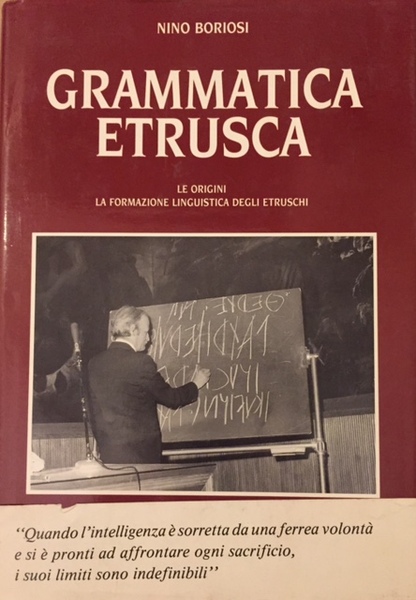 NINO BORIOSI
GRAMMATICA
ETRUSCA
LE ORIGINI
LA FORMAZIONE LINGUISTICA DEGLI ETRUSCHI
“Quando l'intelligenza è sorretta da una ferrea volontà
e si è pronti ad affrontare ogni sacrificio,
i suoi limiti sono indefinibili”